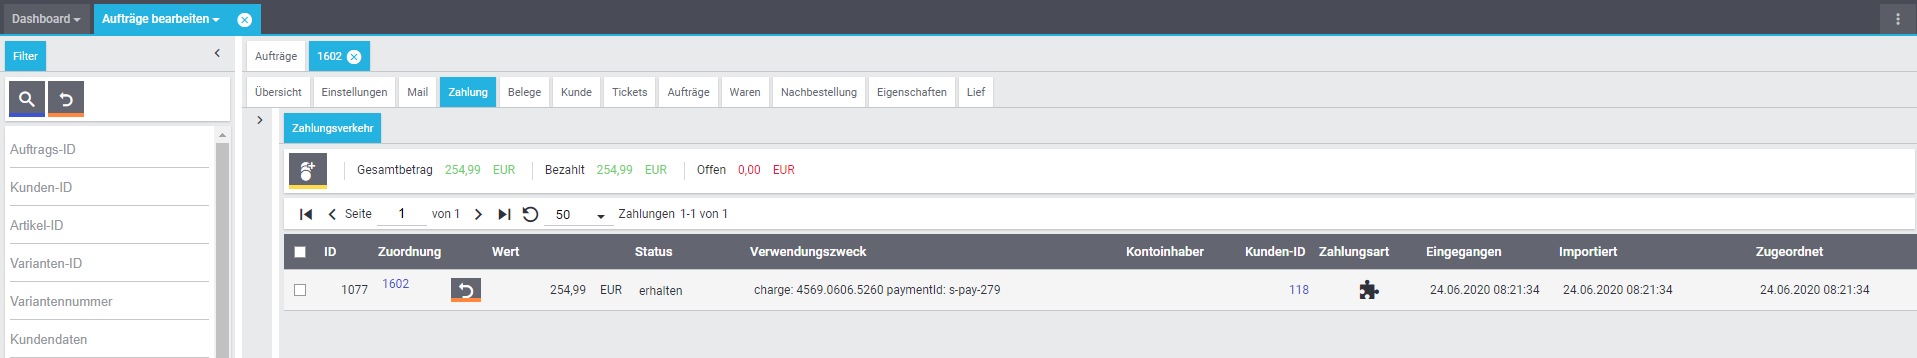 Dashboard
Aufträge bearbeiten
Filter
Aufträge
1602
Übersicht
Einstellungen
Mail
Zahlung
Belege
Kunde
Tickets
Aufträge
Waren
Nachbestellung
Eigenschaften
Lief
Auftrags-ID
Kunden-ID
Artikel-ID
Varianten-ID
Variantennummer
Kundendaten
Zahlungsverkehr
Gesamtbetrag 254,99 EUR
Bezahlt 254,99 EUR
Offen 0,00 EUR
Seite 1 von 1
50
Zahlungen 1-1 von 1
ID Zuordnung Wert Status Verwendungszweck Kontoinhaber Kunden-ID Zahlungsart Eingegangen Importiert Zugeordnet
1077 1602 254,99 EUR erhalten charge: 4569.0606.5260 paymentId: s-pay-279 118 24.06.2020 08:21:34 24.06.2020 08:21:34 24.06.2020 08:21:34